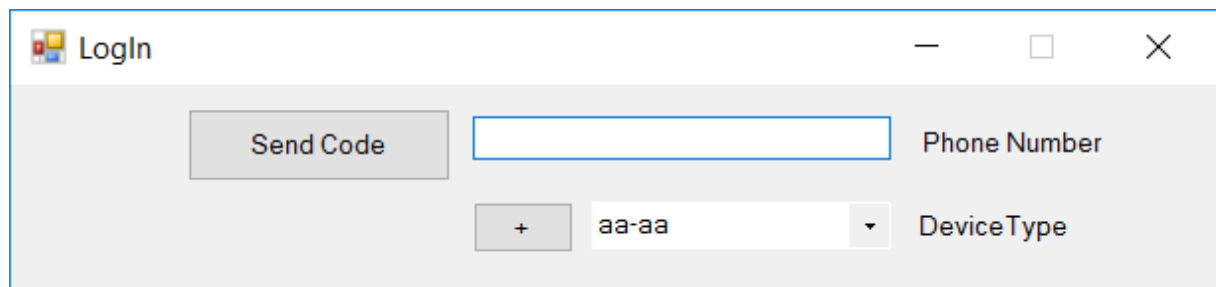 LogIn
Send Code
Phone Number
+
aa-aa
DeviceType